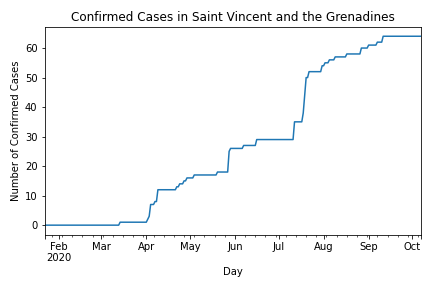 Confirmed Cases in Saint Vincent and the Grenadines
Number of Confirmed Cases
60
50
40
30
20
10
0
Feb Mar Apr May Jun Jul Aug Sep Oct
2020
Day